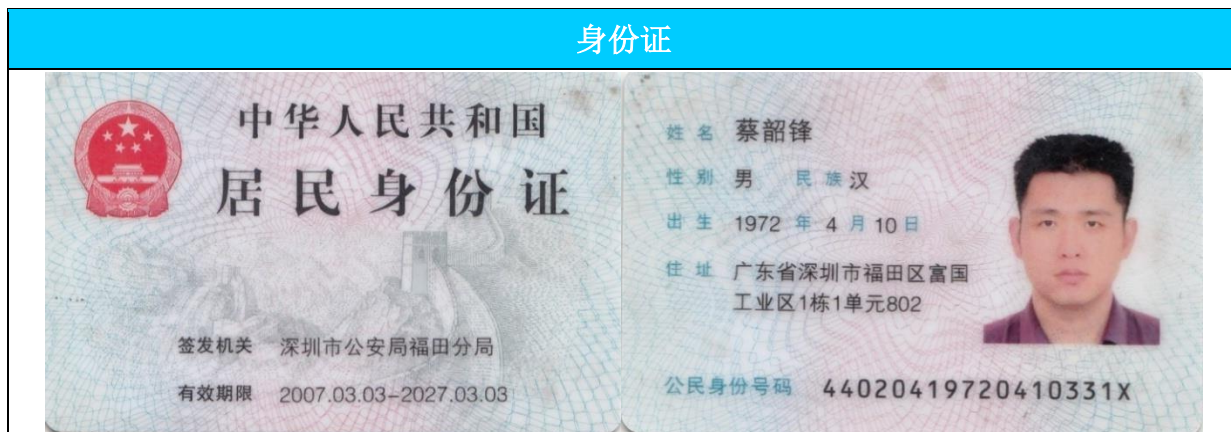 身份证
中华人民共和国
居民身份证
签发机关 深圳市公安局福田分局
有效期限 2007.03.03-2027.03.03
姓名 蔡韶锋
性别 男 民族 汉
出生 1972 年 4 月 10 日
住址 广东省深圳市福田区富国
工业区1栋1单元802
公民身份号码 44020419720410331X